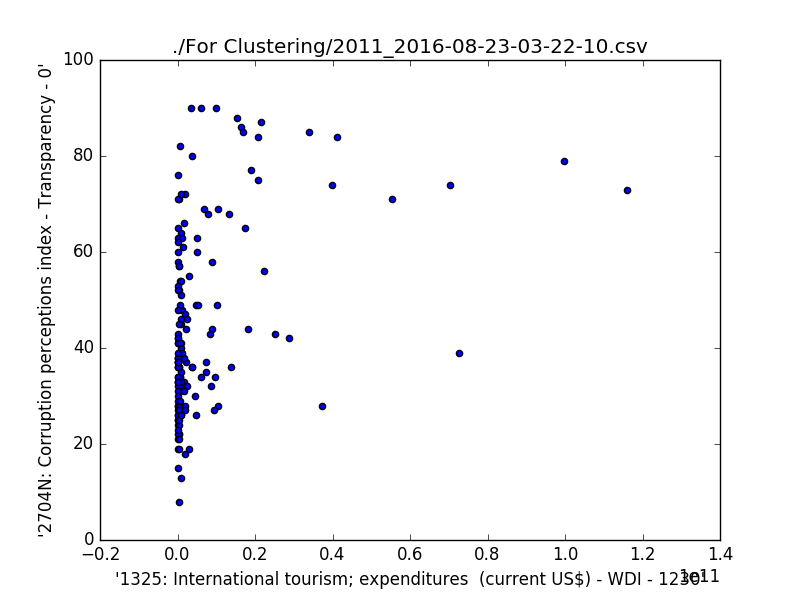 ./For Clustering/2011_2016-08-23-03-22-10.csv
100
80
60
40
20
0
'2704N: Corruption perceptions index - Transparency - 0'
−0.2 0.0 0.2 0.4 0.6 0.8 1.0 1.2 1.4
1e11
'1325: International tourism; expenditures  (current US$) - WDI - 1230'